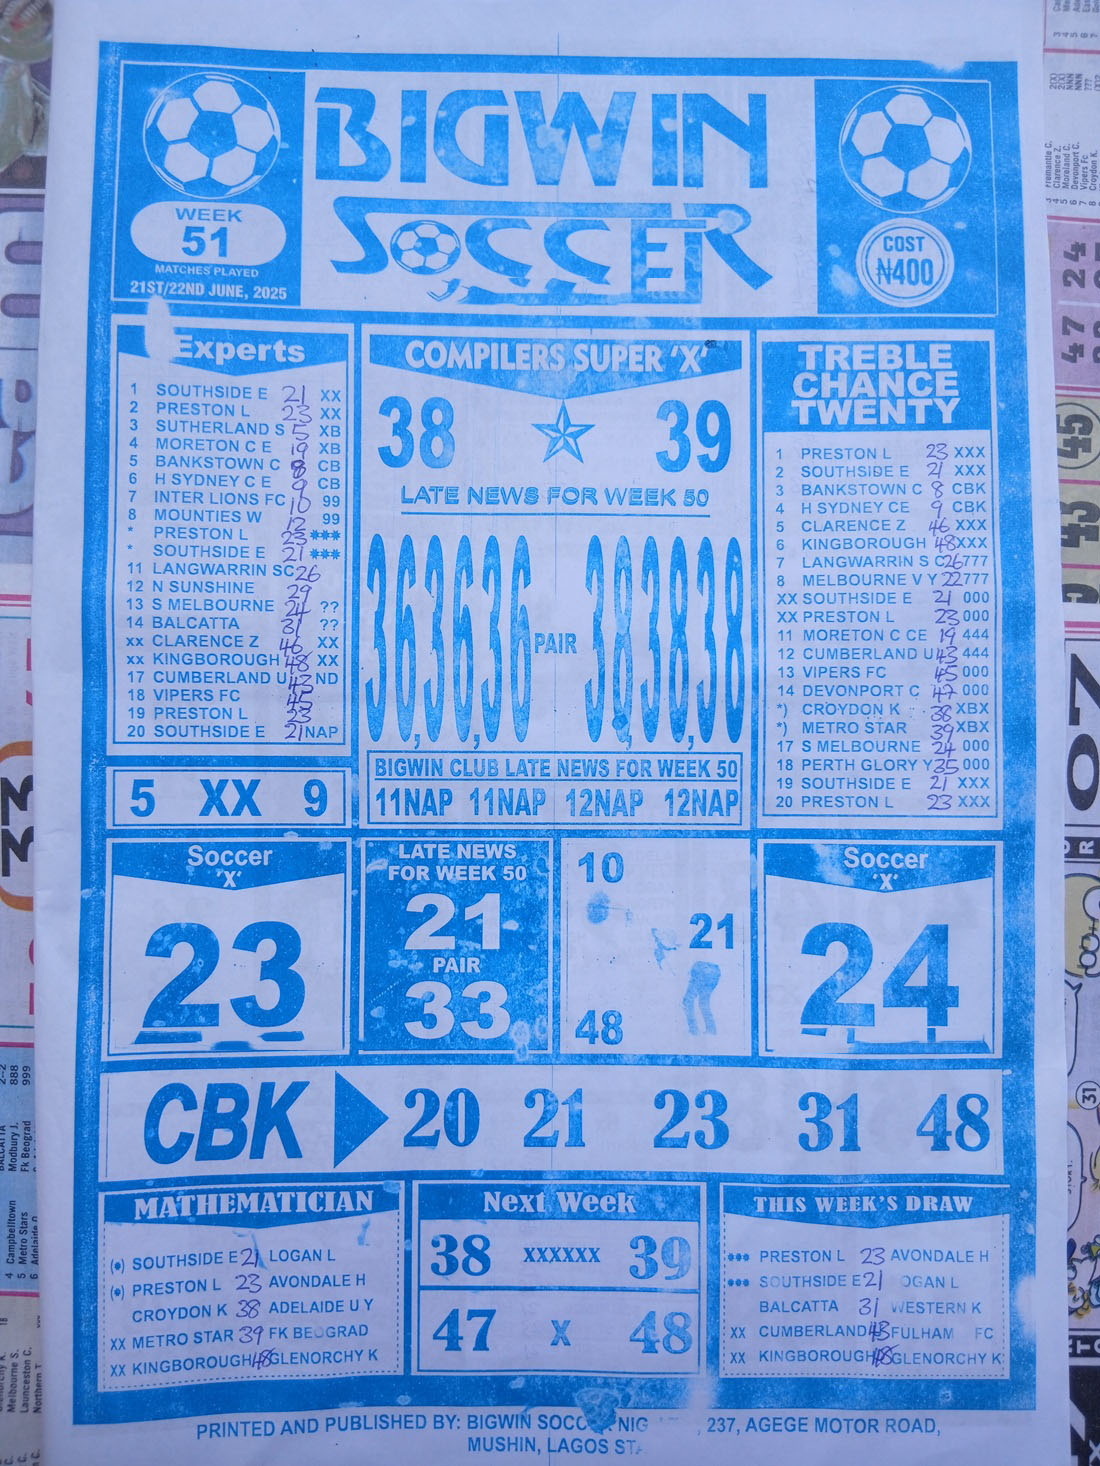 BIGWIN
SOCCER
WEEK
51
MATCHES PLAYED
21ST/22ND JUNE, 2025
COST
₦400
Experts
1 SOUTHSIDE E 21 XX
2 PRESTON L 23 XX
3 SUTHERLAND S 5 XB
4 MORETON C E 19 XB
5 BANKSTOWN C 8 CB
6 H SYDNEY C E 9 CB
7 INTER LIONS FC 10 99
8 MOUNTIES W 12 99
* PRESTON L 23 ***
* SOUTHSIDE E 21 ***
11 LANGWARRIN SC 26
12 N SUNSHINE 29
13 S MELBOURNE 24 ??
14 BALCATTA 31 ??
xx CLARENCE Z 46 XX
xx KINGBOROUGH 48 XX
17 CUMBERLAND U 43 ND
18 VIPERS FC 45
19 PRESTON L 23
20 SOUTHSIDE E 21 NAP
5 XX 9
COMPILERS SUPER 'X'
38 39
LATE NEWS FOR WEEK 50
36,36,36 PAIR 38,38,38
BIGWIN CLUB LATE NEWS FOR WEEK 50
11NAP 11NAP 12NAP 12NAP
TREBLE
CHANCE
TWENTY
1 PRESTON L 23 XXX
2 SOUTHSIDE E 21 XXX
3 BANKSTOWN C 8 CBK
4 H SYDNEY CE 9 CBK
5 CLARENCE Z 46 XXX
6 KINGBOROUGH 48 XXX
7 LANGWARRIN S C 26 777
8 MELBOURNE V Y 22 777
XX SOUTHSIDE E 21 000
XX PRESTON L 23 000
11 MORETON C CE 19 444
12 CUMBERLAND U 43 444
13 VIPERS FC 45 000
14 DEVONPORT C 47 000
*) CROYDON K 38 XBX
*) METRO STAR 39 XBX
17 S MELBOURNE 24 000
18 PERTH GLORY Y 35 000
19 SOUTHSIDE E 21 XXX
20 PRESTON L 23 XXX
Soccer
'X'
23
LATE NEWS
FOR WEEK 50
21
PAIR
33
10
21
48
Soccer
'X'
24
CBK 20 21 23 31 48
MATHEMATICIAN
(•) SOUTHSIDE E 21 LOGAN L
(•) PRESTON L 23 AVONDALE H
CROYDON K 38 ADELAIDE U Y
XX METRO STAR 39 FK BEOGRAD
XX KINGBOROUGH 48 GLENORCHY K
Next Week
38 XXXXXX 39
47 X 48
THIS WEEK'S DRAW
*** PRESTON L 23 AVONDALE H
*** SOUTHSIDE E 21 OGAN L
BALCATTA 31 WESTERN K
XX CUMBERLAND 43 FULHAM FC
XX KINGBOROUGH 48 GLENORCHY K
PRINTED AND PUBLISHED BY: BIGWIN SOCCER NIG , 237, AGEGE MOTOR ROAD,
MUSHIN, LAGOS